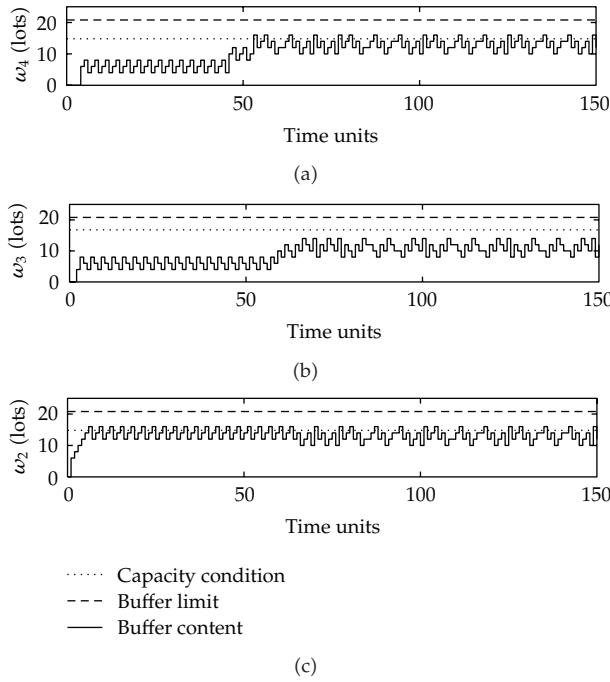 20
10
0
ω4 (lots)
0
50
100
150
Time units
(a)
20
10
0
ω3 (lots)
0
50
100
150
Time units
(b)
20
10
0
ω2 (lots)
0
50
100
150
Time units
Capacity condition
Buffer limit
Buffer content
(c)